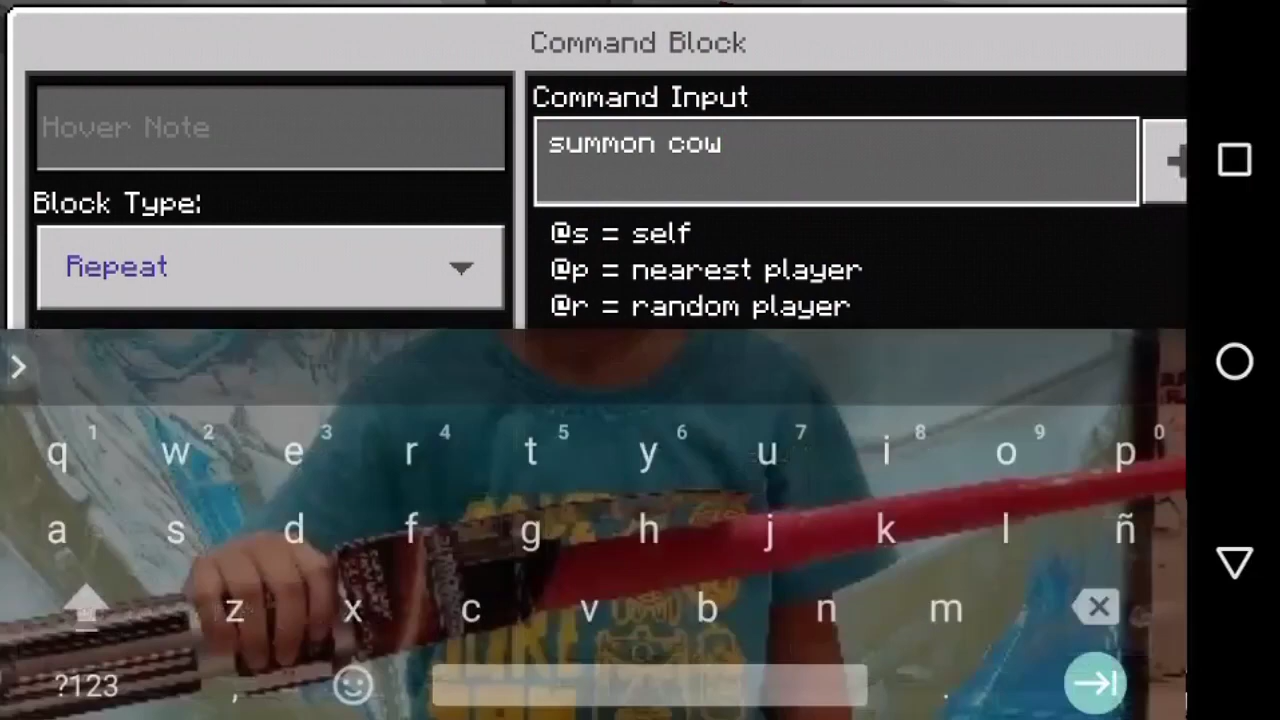 Command Block
Hover Note
Block Type:
Repeat
Command Input
summon cow
@s = self
@p = nearest player
@r = random player
q 1 w 2 e 3 r 4 t 5 y 6 u 7 i 8 o 9 p 0
a s d f g h j k l ñ
z x c v b n m
?123 , .